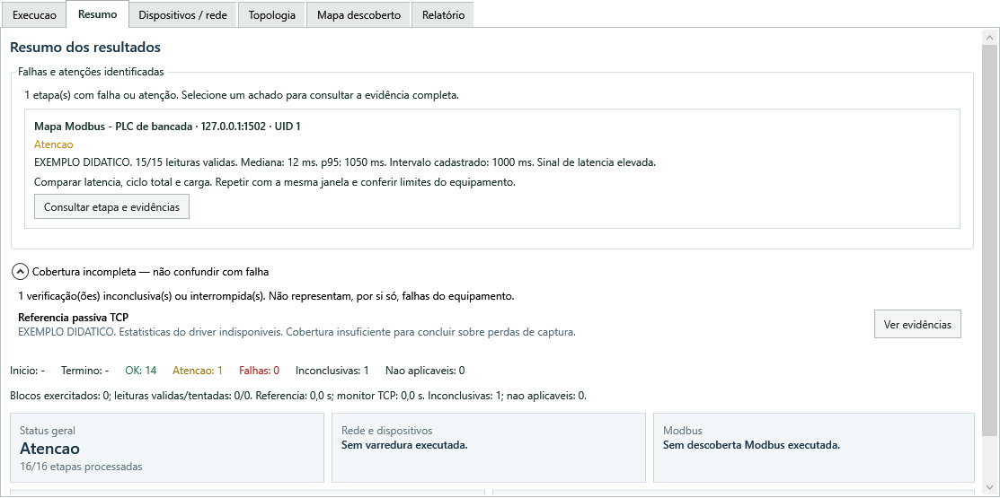 Execucao
Resumo
Dispositivos / rede
Topologia
Mapa descoberto
Relatório
Resumo dos resultados
Falhas e atenções identificadas
1 etapa(s) com falha ou atenção. Selecione um achado para consultar a evidência completa.
Mapa Modbus - PLC de bancada · 127.0.0.1:1502 · UID 1
Atencao
EXEMPLO DIDATICO. 15/15 leituras validas. Mediana: 12 ms. p95: 1050 ms. Intervalo cadastrado: 1000 ms. Sinal de latencia elevada.
Comparar latencia, ciclo total e carga. Repetir com a mesma janela e conferir limites do equipamento.
Consultar etapa e evidências
Cobertura incompleta — não confundir com falha
1 verificação(ões) inconclusiva(s) ou interrompida(s). Não representam, por si só, falhas do equipamento.
Referencia passiva TCP
EXEMPLO DIDATICO. Estatisticas do driver indisponiveis. Cobertura insuficiente para concluir sobre perdas de captura.
Ver evidências
Inicio: - Termino: - OK: 14 Atencao: 1 Falhas: 0 Inconclusivas: 1 Nao aplicaveis: 0
Blocos exercitados: 0; leituras validas/tentadas: 0/0. Referencia: 0,0 s; monitor TCP: 0,0 s. Inconclusivas: 1; nao aplicaveis: 0.
Status geral
Atencao
16/16 etapas processadas
Rede e dispositivos
Sem varredura executada.
Modbus
Sem descoberta Modbus executada.